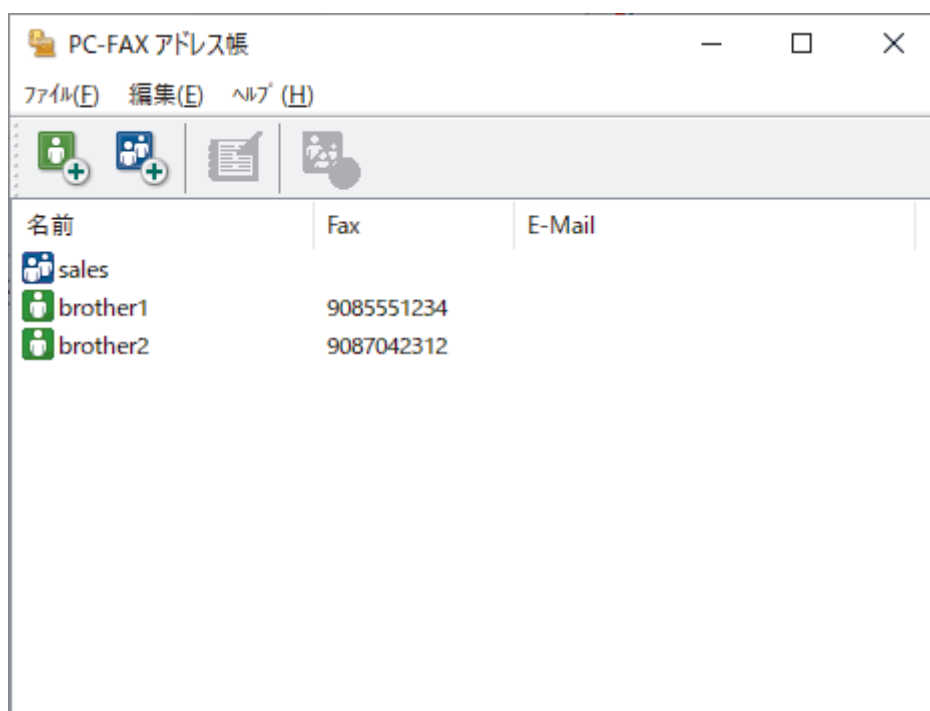 PC-FAX アドレス帳
ﾌｧｲﾙ(F) 編集(E) ﾍﾙﾌﾟ(H)
名前 Fax E-Mail
sales
brother1 9085551234
brother2 9087042312